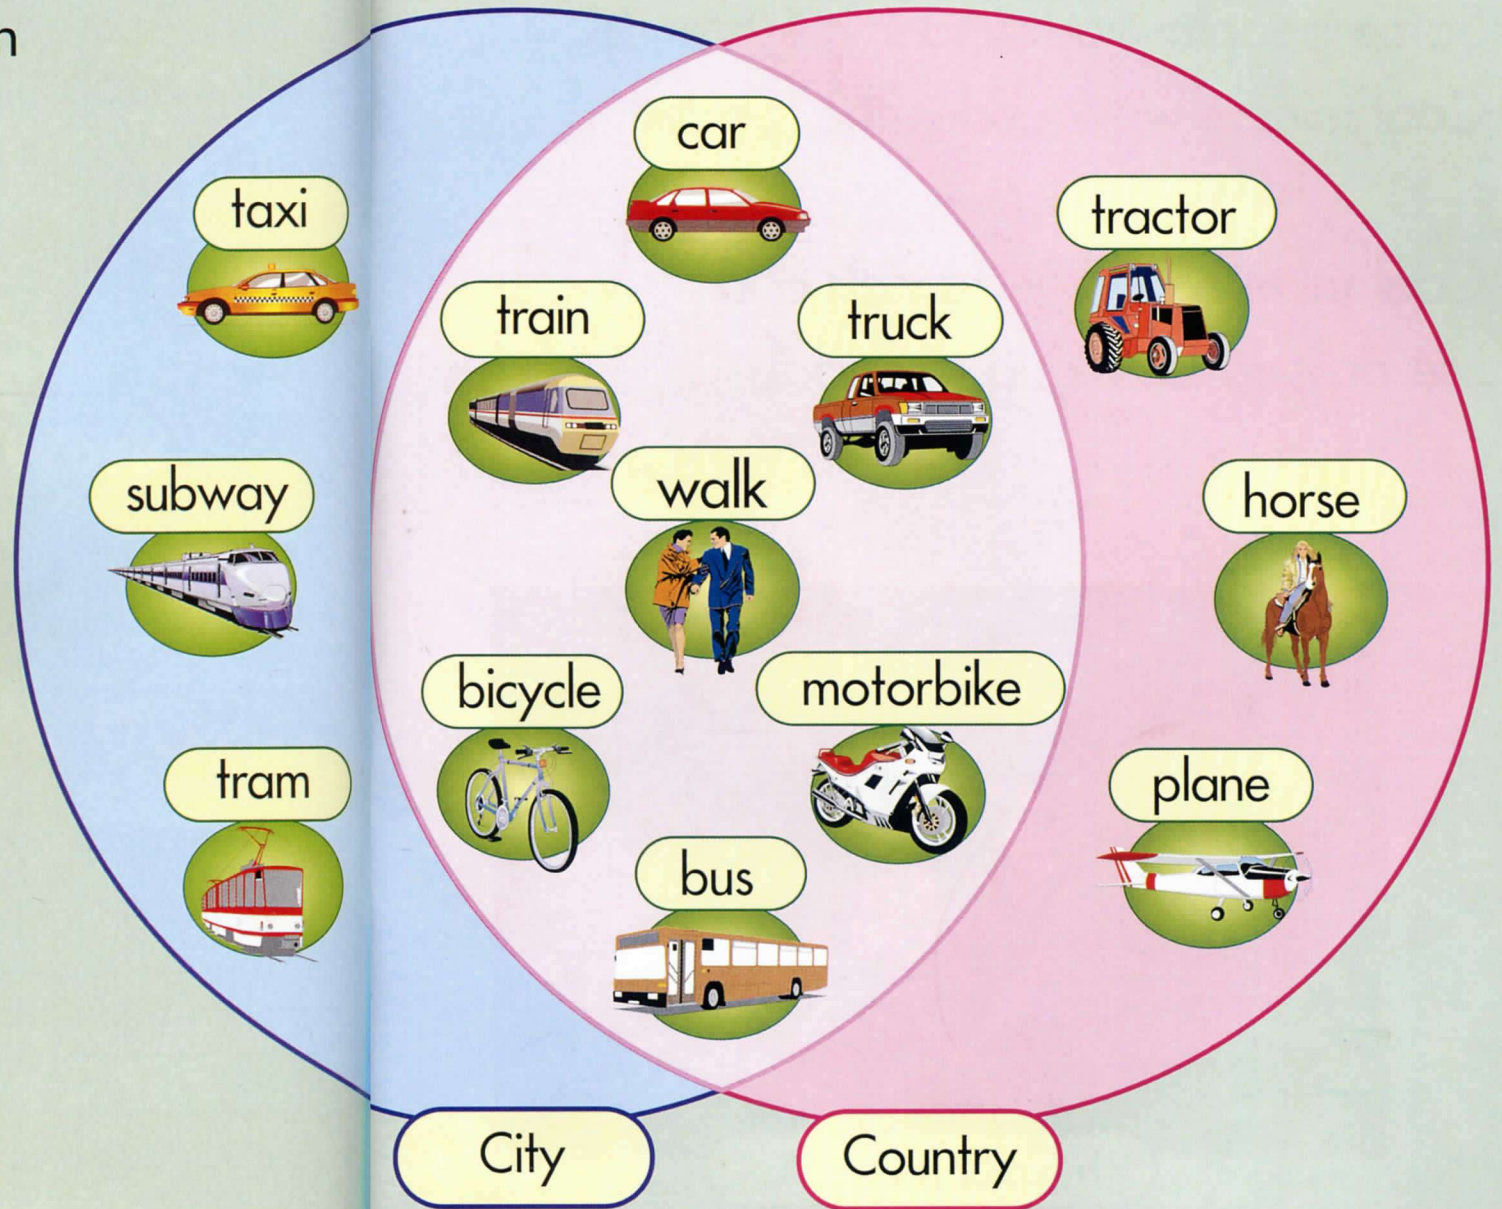 n
taxi
subway
tram
car
train
truck
walk
bicycle
motorbike
bus
tractor
horse
plane
City
Country